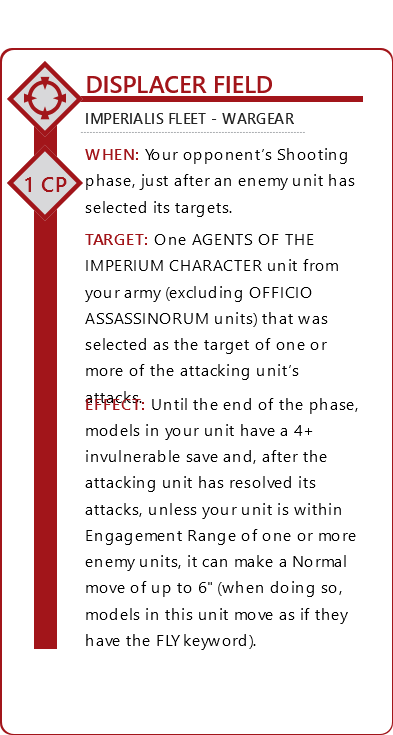 DISPLACER FIELD
IMPERIALIS FLEET - WARGEAR
WHEN: Your opponent's Shooting
phase, just after an enemy unit has
selected its targets.
1 CP
TARGET: One AGENTS OF THE
IMPERIUM CHARACTER unit from
your army (excluding OFFICIO
ASSASSINORUM units) that was
selected as the target of one or
more of the attacking unit's
attacks.
EFFECT: Until the end of the phase,
models in your unit have a 4+
invulnerable save and, after the
attacking unit has resolved its
attacks, unless your unit is within
Engagement Range of one or more
enemy units, it can make a Normal
move of up to 6" (when doing so,
models in this unit move as if they
have the FLY keyword).